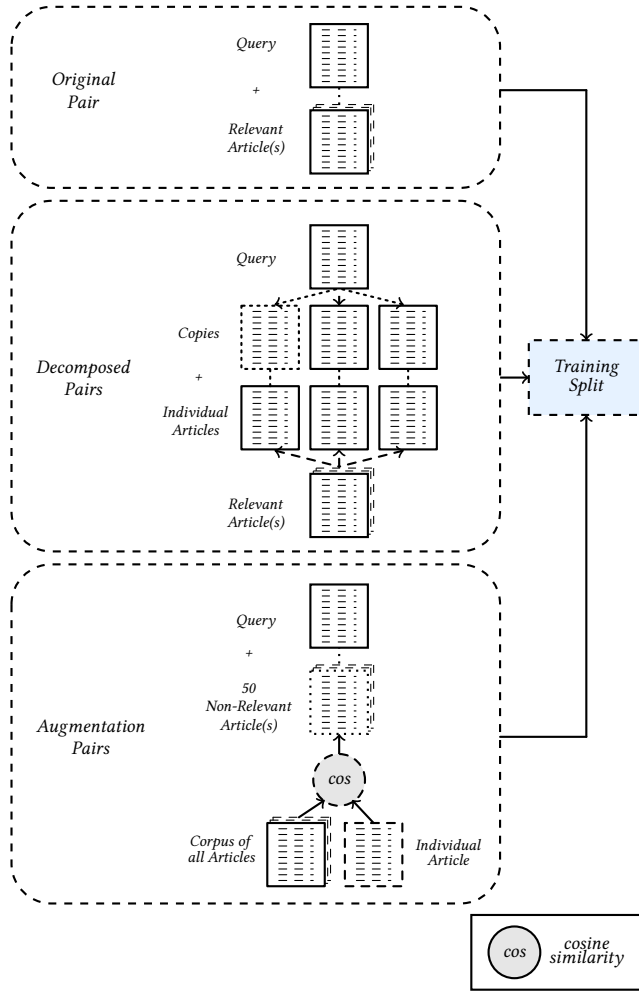 Original
Pair
Query
+
Relevant
Article(s)
Decomposed
Pairs
Query
Copies
+
Individual
Articles
Relevant
Article(s)
Training
Split
Augmentation
Pairs
Query
+
50
Non-Relevant
Article(s)
cos
Corpus of
all Articles
Individual
Article
cos
cosine
similarity